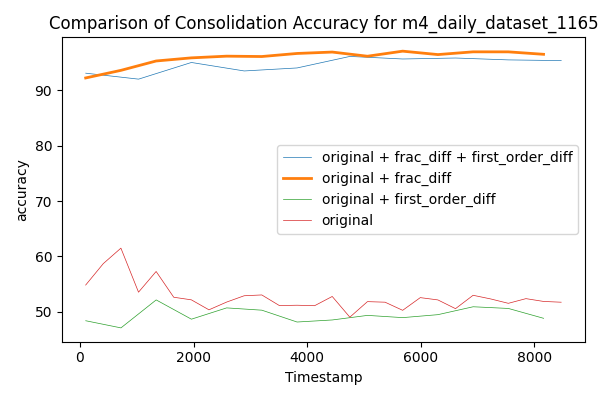 Comparison of Consolidation Accuracy for m4_daily_dataset_1165
accuracy
90
80
70
60
50
original + frac_diff + first_order_diff
original + frac_diff
original + first_order_diff
original
0 2000 4000 6000 8000
Timestamp